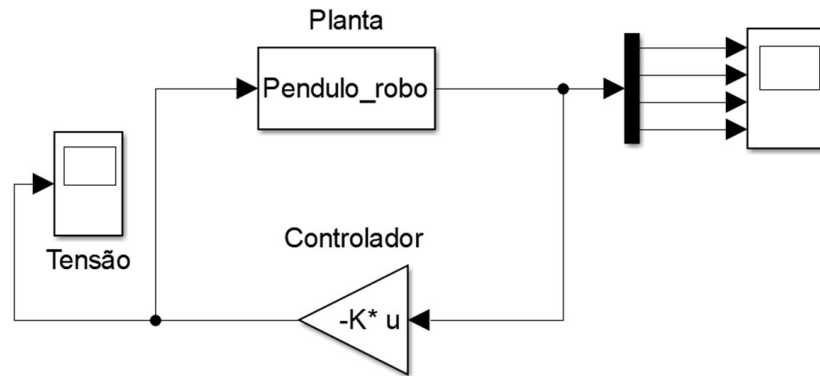 Planta
Pendulo_robo
Tensão
Controlador
-K* u